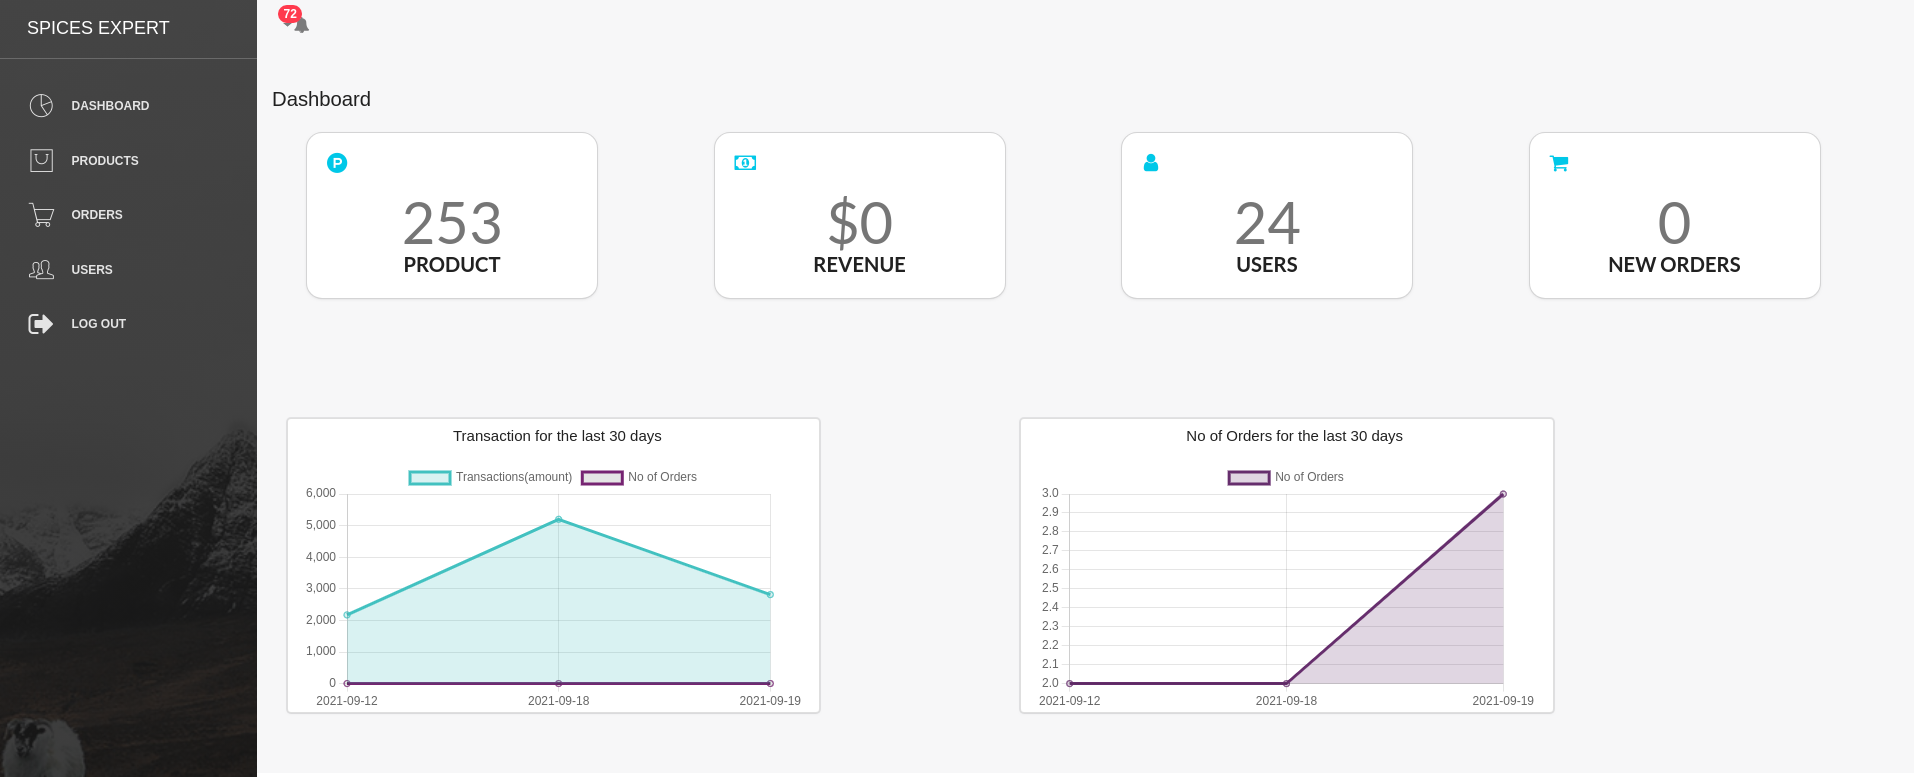 SPICES EXPERT
72
DASHBOARD
PRODUCTS
ORDERS
USERS
LOG OUT
Dashboard
P
253
PRODUCT
1
$0
REVENUE
24
USERS
0
NEW ORDERS
Transaction for the last 30 days
Transactions(amount) No of Orders
6,000
5,000
4,000
3,000
2,000
1,000
0
2021-09-12 2021-09-18 2021-09-19
No of Orders for the last 30 days
No of Orders
3.0
2.9
2.8
2.7
2.6
2.5
2.4
2.3
2.2
2.1
2.0
2021-09-12 2021-09-18 2021-09-19